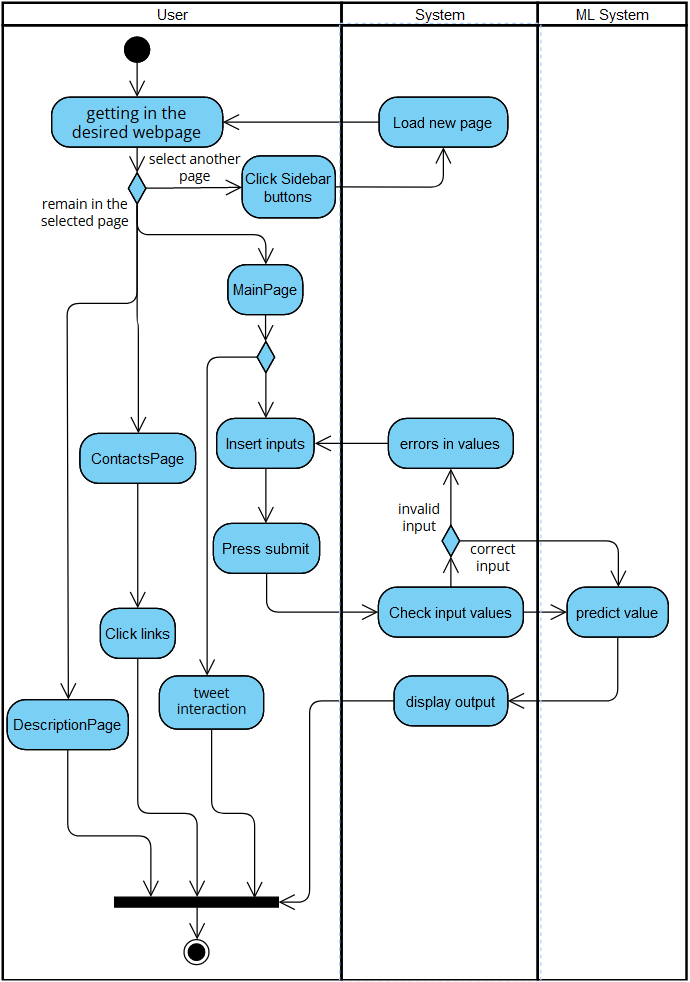 User
System
ML System
getting in the
desired webpage
Load new page
select another
page
Click Sidebar
buttons
remain in the
selected page
MainPage
Insert inputs
errors in values
ContactsPage
invalid
input
Press submit
correct
input
Check input values
predict value
Click links
tweet
interaction
display output
DescriptionPage